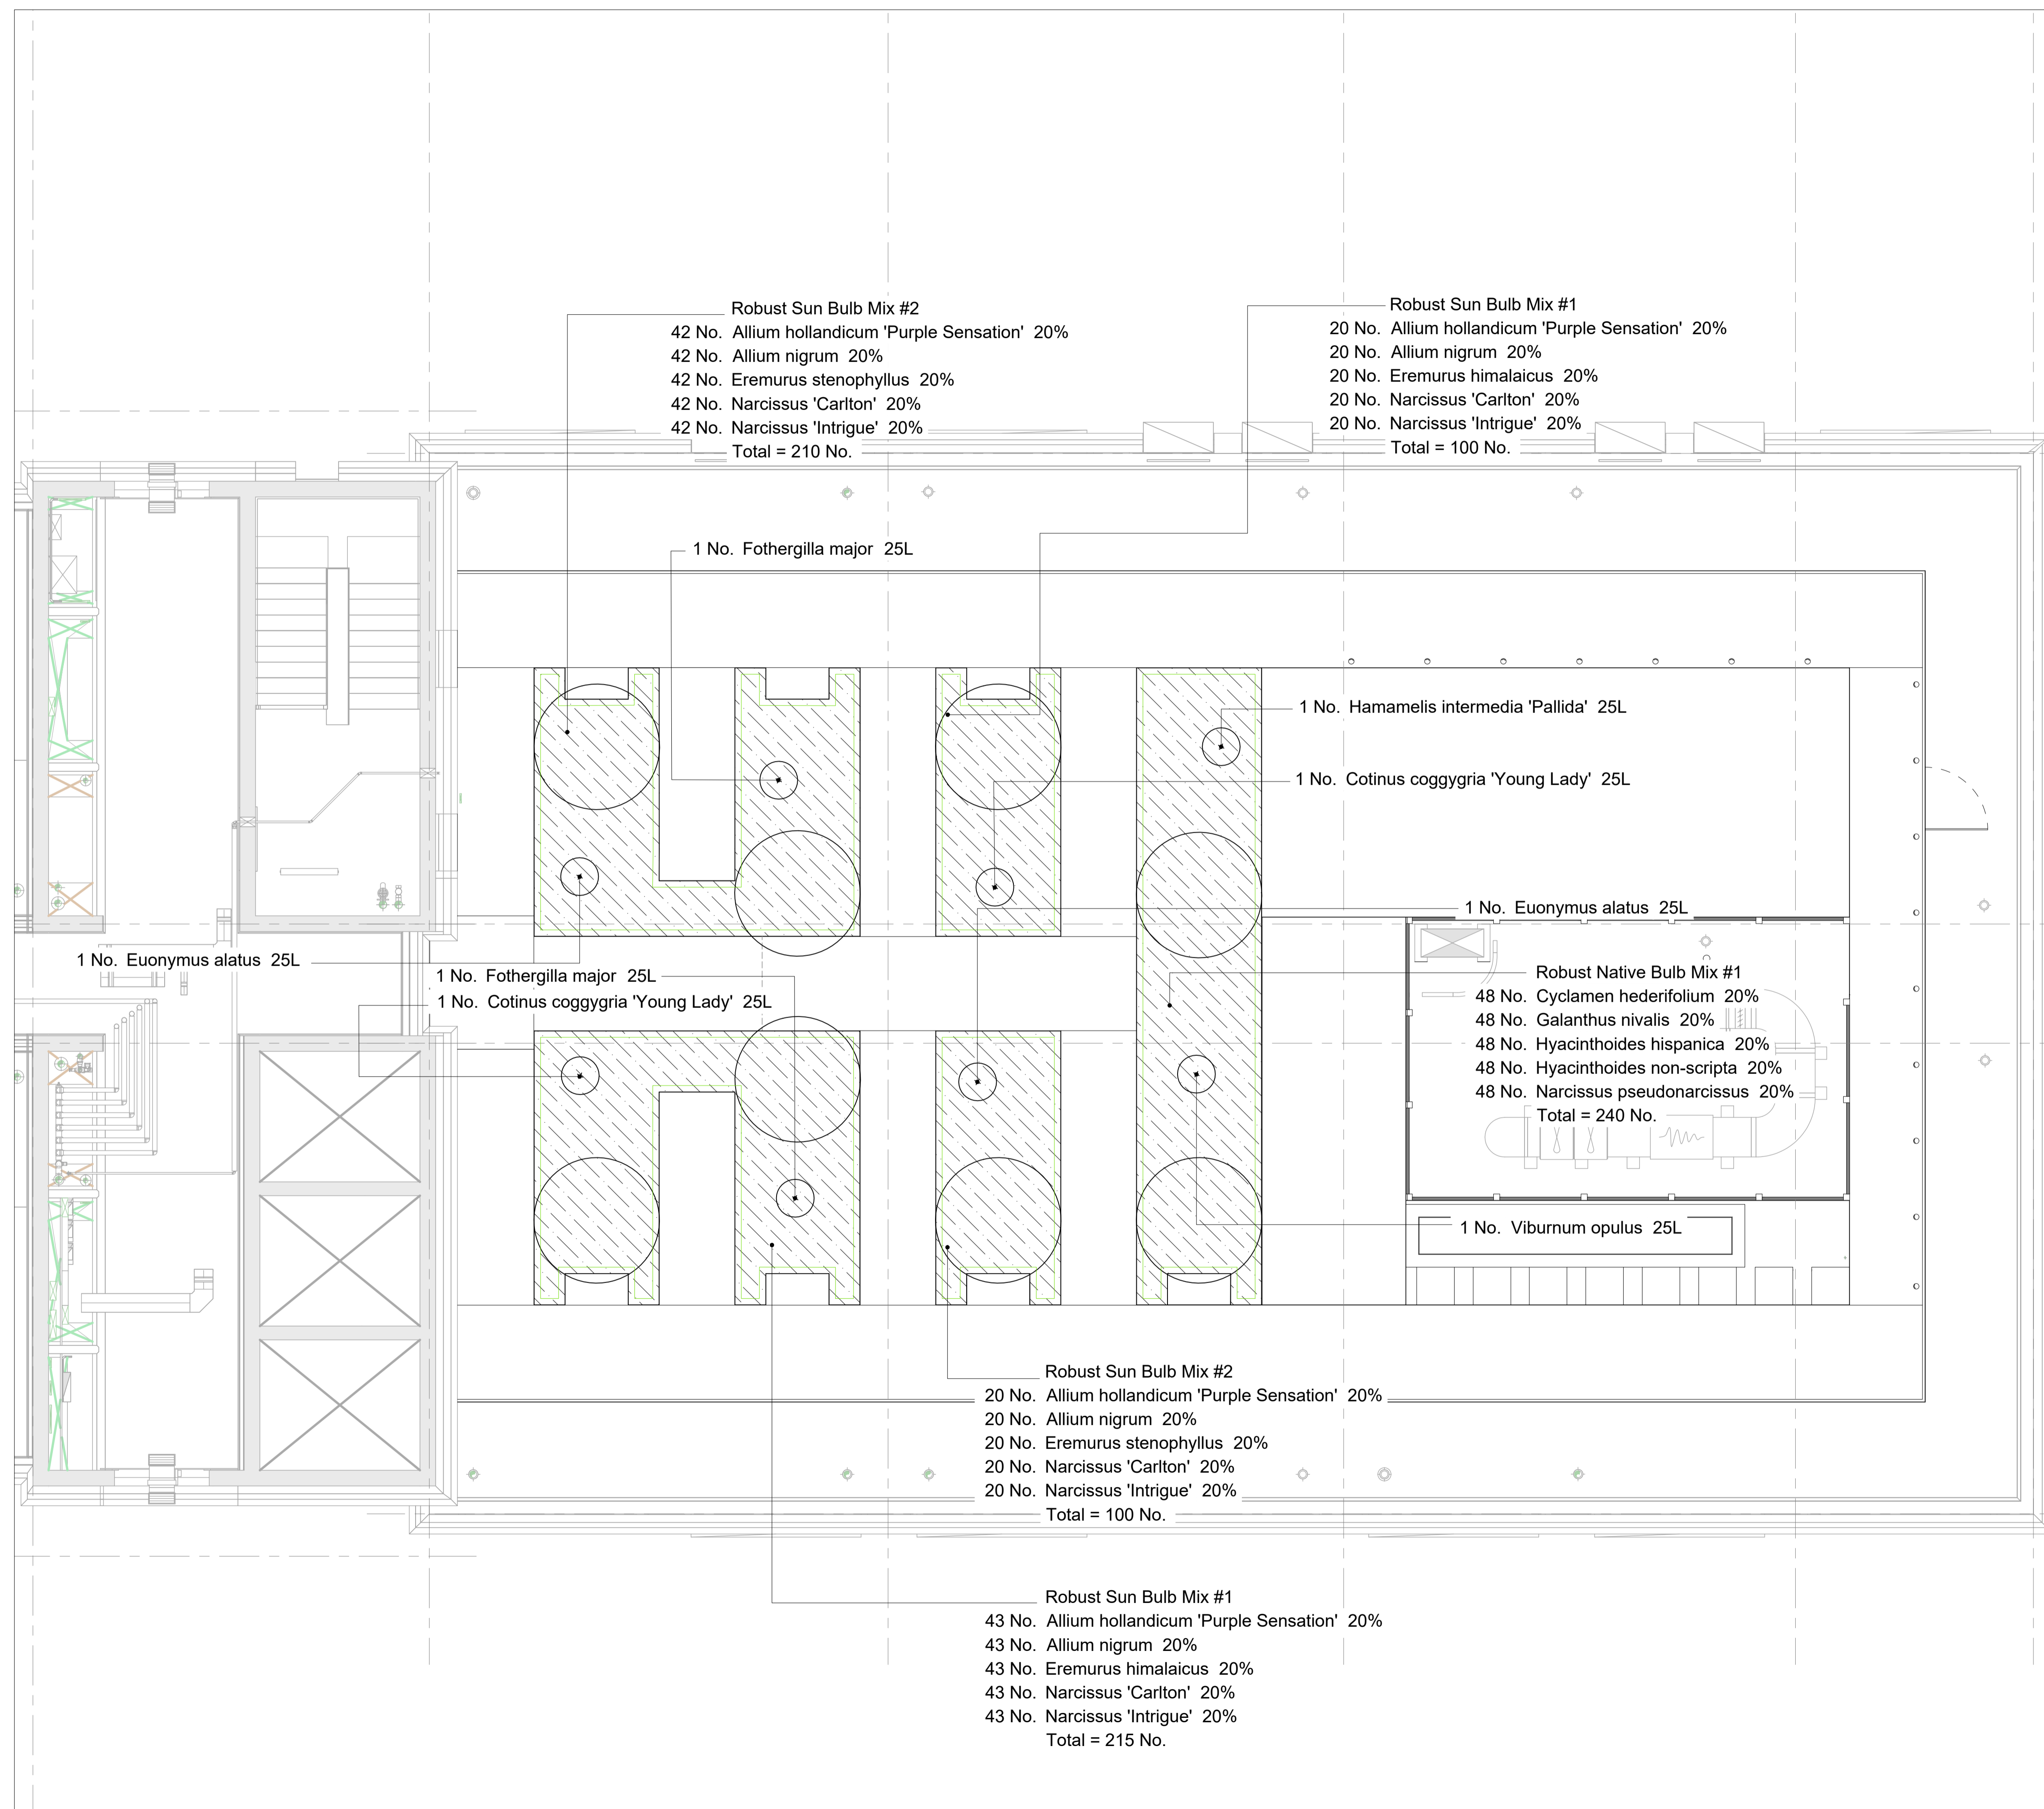 Robust Sun Bulb Mix #2
42 No. Allium hollandicum 'Purple Sensation' 20%
42 No. Allium nigrum 20%
42 No. Eremurus stenophyllus 20%
42 No. Narcissus 'Carlton' 20%
42 No. Narcissus 'Intrigue' 20%
Total = 210 No.
Robust Sun Bulb Mix #1
20 No. Allium hollandicum 'Purple Sensation' 20%
20 No. Allium nigrum 20%
20 No. Eremurus himalaicus 20%
20 No. Narcissus 'Carlton' 20%
20 No. Narcissus 'Intrigue' 20%
Total = 100 No.
1 No. Fothergilla major 25L
1 No. Hamamelis intermedia 'Pallida' 25L
1 No. Cotinus coggygria 'Young Lady' 25L
1 No. Euonymus alatus 25L
1 No. Euonymus alatus 25L
1 No. Fothergilla major 25L
1 No. Cotinus coggygria 'Young Lady' 25L
Robust Native Bulb Mix #1
48 No. Cyclamen hederifolium 20%
48 No. Galanthus nivalis 20%
48 No. Hyacinthoides hispanica 20%
48 No. Hyacinthoides non-scripta 20%
48 No. Narcissus pseudonarcissus 20%
Total = 240 No.
1 No. Viburnum opulus 25L
Robust Sun Bulb Mix #2
20 No. Allium hollandicum 'Purple Sensation' 20%
20 No. Allium nigrum 20%
20 No. Eremurus stenophyllus 20%
20 No. Narcissus 'Carlton' 20%
20 No. Narcissus 'Intrigue' 20%
Total = 100 No.
Robust Sun Bulb Mix #1
43 No. Allium hollandicum 'Purple Sensation' 20%
43 No. Allium nigrum 20%
43 No. Eremurus himalaicus 20%
43 No. Narcissus 'Carlton' 20%
43 No. Narcissus 'Intrigue' 20%
Total = 215 No.